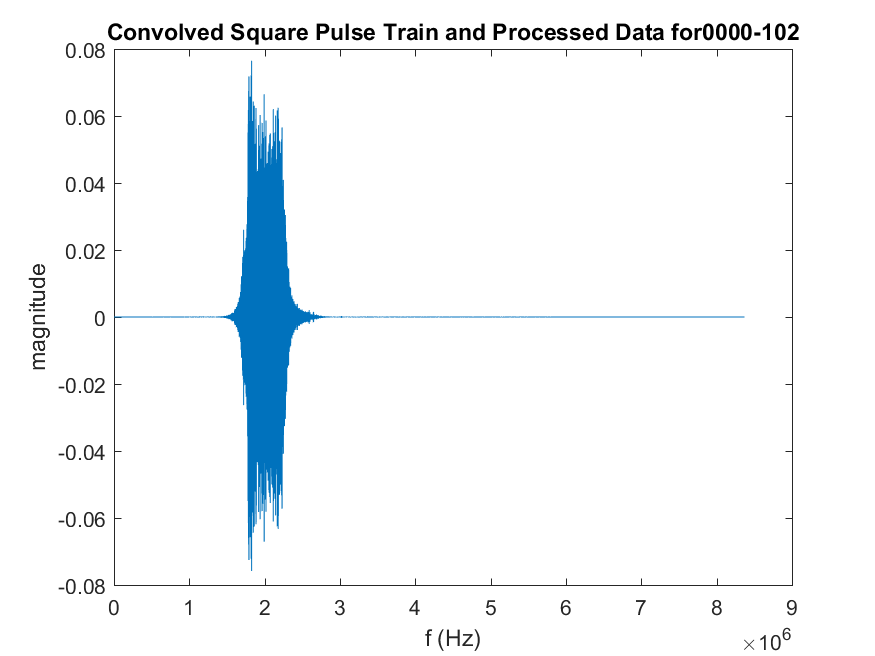 Convolved Square Pulse Train and Processed Data for0000-102
0.08
0.06
0.04
0.02
0
-0.02
-0.04
-0.06
-0.08
magnitude
0 1 2 3 4 5 6 7 8 9
f (Hz)
×10^6